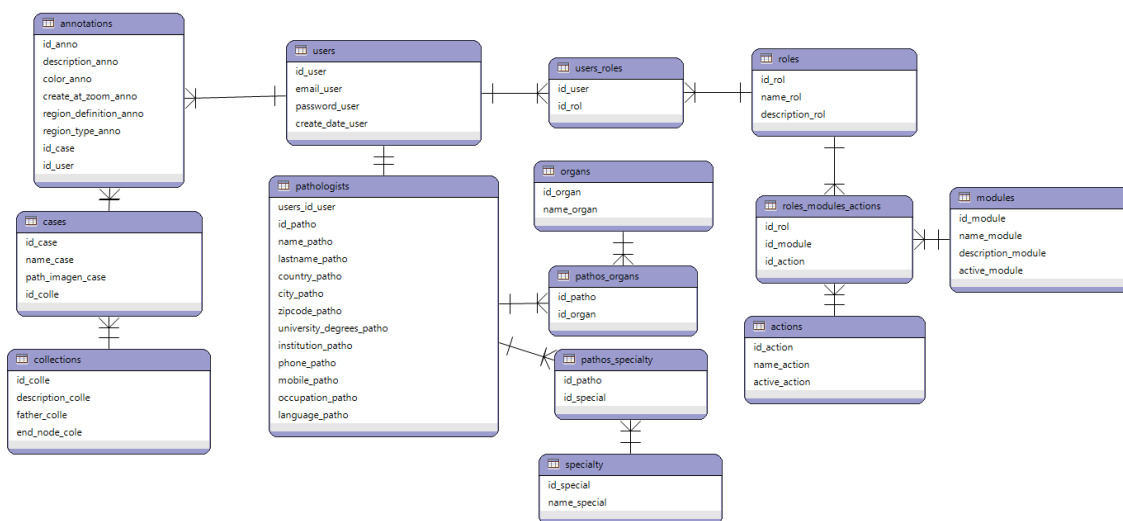 annotations
id_anno
description_anno
color_anno
create_at_zoom_anno
region_definition_anno
region_type_anno
id_case
id_user
users
id_user
email_user
password_user
create_date_user
users_roles
id_user
id_rol
roles
id_rol
name_rol
description_rol
cases
id_case
name_case
path_imagen_case
id_colle
pathologists
users_id_user
id_patho
name_patho
lastname_patho
country_patho
city_patho
zipcode_patho
university_degrees_patho
institution_patho
phone_patho
mobile_patho
occupation_patho
language_patho
organs
id_organ
name_organ
roles_modules_actions
id_rol
id_module
id_action
modules
id_module
name_module
description_module
active_module
pathos_organs
id_patho
id_organ
collections
id_colle
description_colle
father_colle
end_node_cole
pathos_specialty
id_patho
id_special
actions
id_action
name_action
active_action
specialty
id_special
name_special